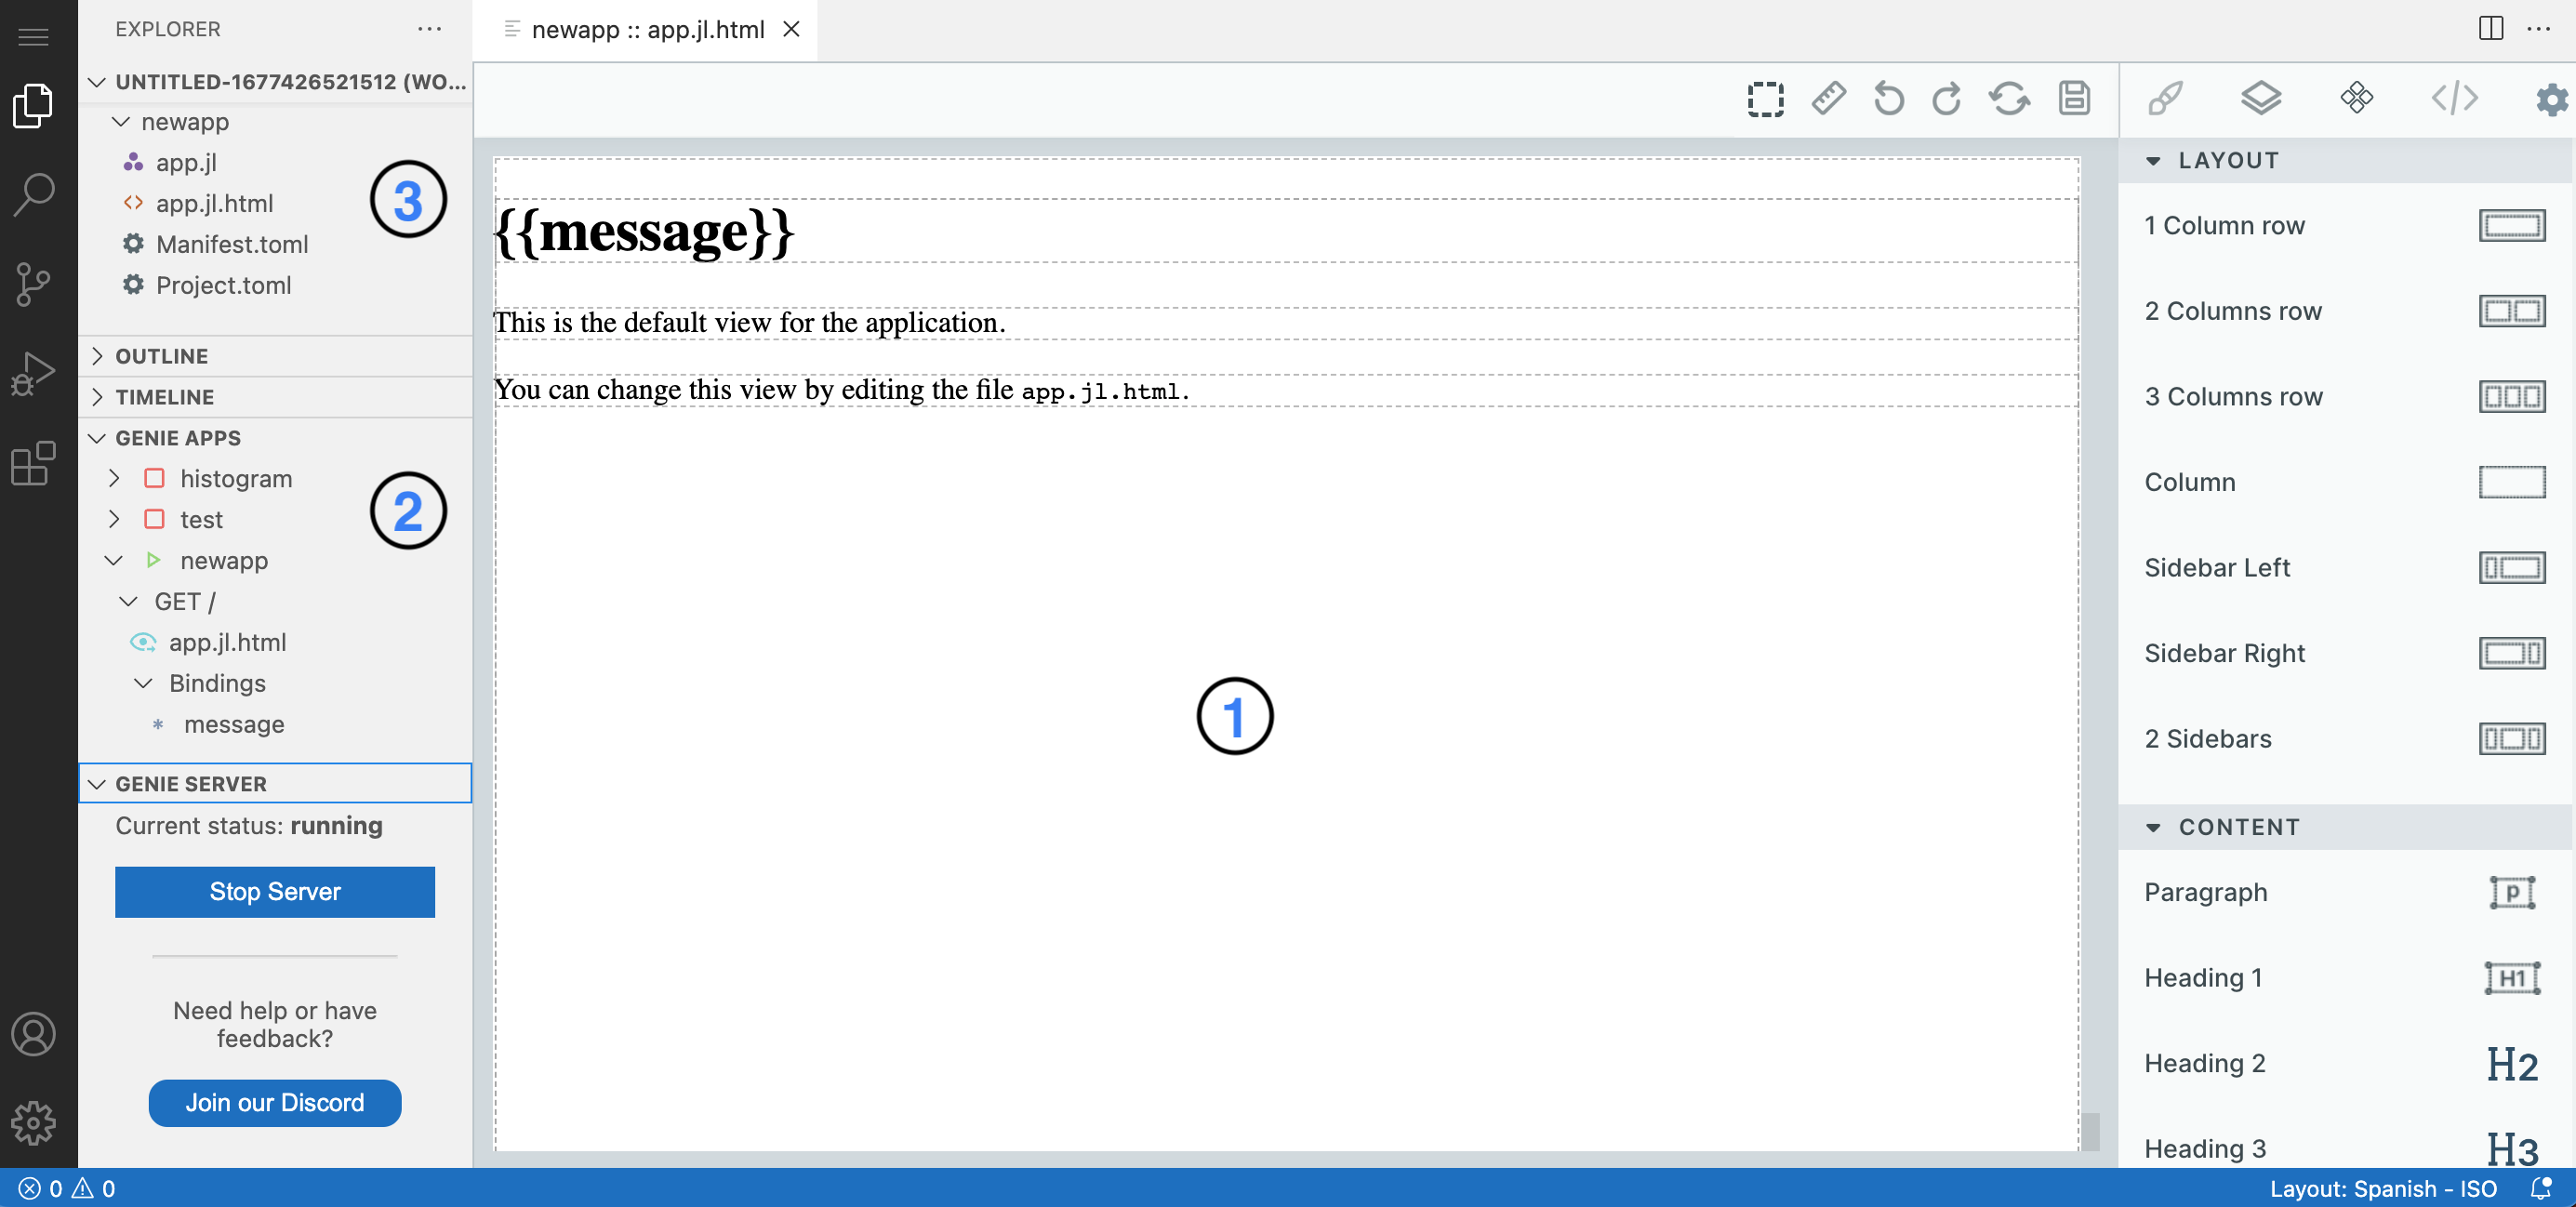 EXPLORER
UNTITLED-1677426521512 (WO...
newapp
app.jl
app.jl.html
Manifest.toml
Project.toml
3
OUTLINE
TIMELINE
GENIE APPS
histogram
test
newapp
GET /
app.jl.html
Bindings
* message
2
GENIE SERVER
Current status: running
Stop Server
Need help or have
feedback?
Join our Discord
newapp :: app.jl.html
{{message}}
This is the default view for the application.
You can change this view by editing the file app.jl.html.
1
LAYOUT
1 Column row
2 Columns row
3 Columns row
Column
Sidebar Left
Sidebar Right
2 Sidebars
CONTENT
Paragraph P
Heading 1 H1
Heading 2 H2
Heading 3 H3
0 0
Layout: Spanish - ISO